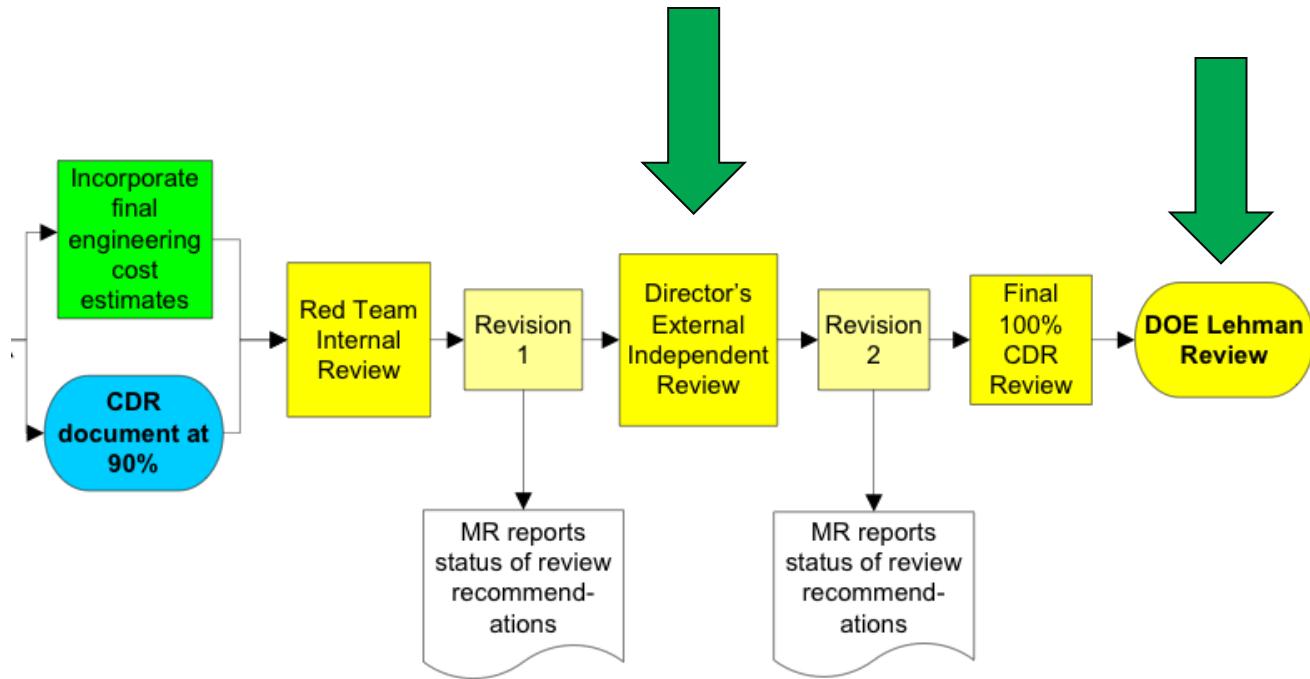 Incorporate
final
engineering
cost
estimates
CDR
document at
90%
Red Team
Internal
Review
Revision
1
MR reports
status of review
recommend-
ations
Director’s
External
Independent
Review
Revision
2
MR reports
status of review
recommend-
ations
Final
100%
CDR
Review
DOE Lehman
Review